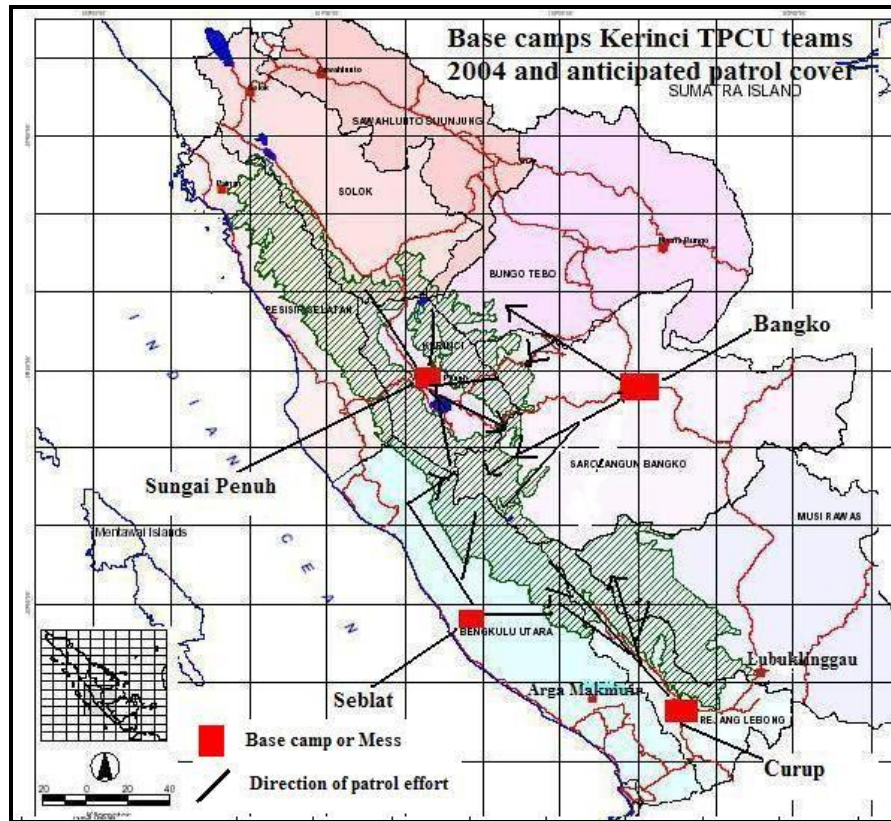 Base camps Kerinci TPCU teams
2004 and anticipated patrol cover
SUMATRA ISLAND
SAWAHLUNTO SIJUNJUNG
SOLOK
BUNGO TEBO
PESISIR SELATAN
KERINCI
Bangko
Sungai Penuh
SAROLANGUN BANGKO
MUSI RAWAS
Mentawai Islands
INDIAN OCEAN
BENGKULU UTARA
Seblat
Lubuklinggau
Arga Makmur
REJANG LEBONG
Curup
Base camp or Mess
Direction of patrol effort
20 0 20 40